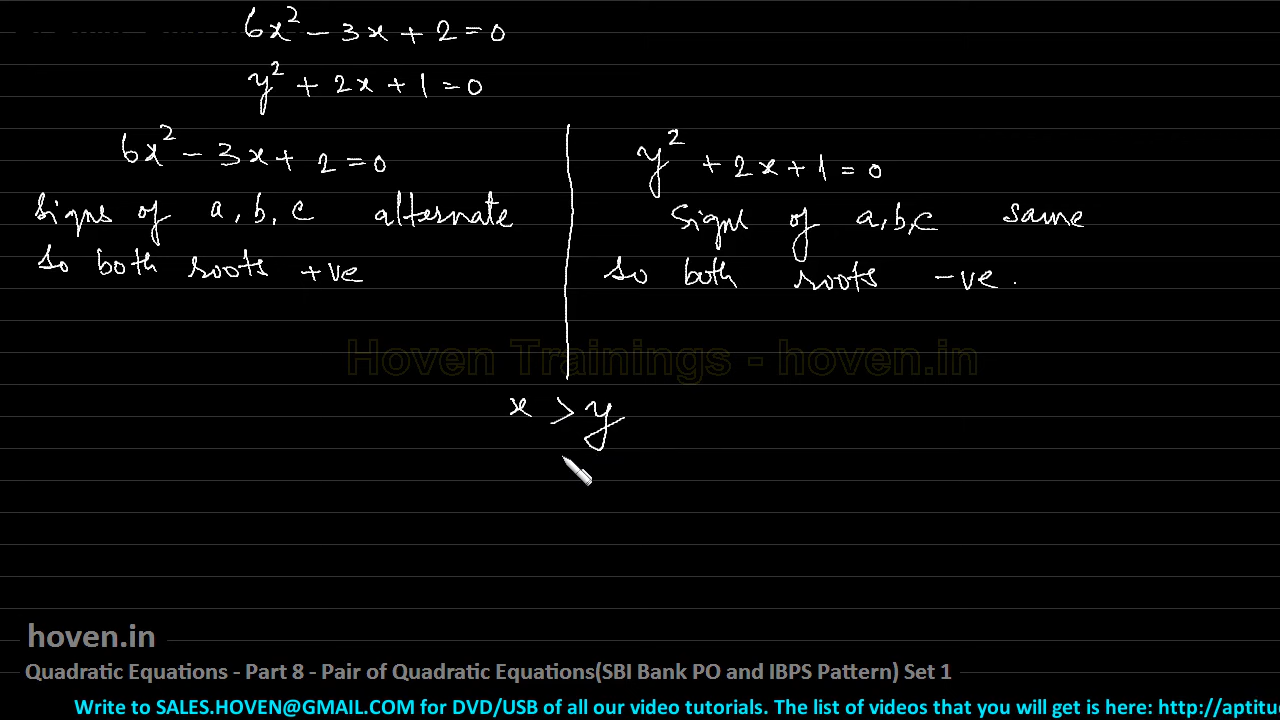 6x² − 3x + 2 = 0
y² + 2x + 1 = 0
6x² − 3x + 2 = 0
Signs of a, b, c alternate
So both roots +ve
y² + 2x + 1 = 0
Signs of a, b, c same
So both roots -ve.
Hoven Trainings - hoven.in
x > y
hoven.in
Quadratic Equations - Part 8 - Pair of Quadratic Equations(SBI Bank PO and IBPS Pattern) Set 1
Write to SALES.HOVEN@GMAIL.COM for DVD/USB of all our video tutorials. The list of videos that you will get is here: http://aptitu